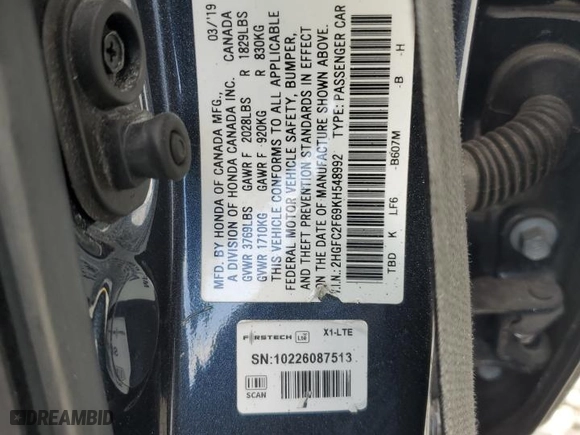 MFD. BY HONDA OF CANADA MFG., 03/'19
A DIVISION OF HONDA CANADA INC. CANADA
GVWR 3769LBS GAWR F 2028LBS R 1829LBS
GVWR 1710KG GAWR F 920KG R 830KG
THIS VEHICLE CONFORMS TO ALL APPLICABLE
FEDERAL MOTOR VEHICLE SAFETY, BUMPER,
AND THEFT PREVENTION STANDARDS IN EFFECT
ON THE DATE OF MANUFACTURE SHOWN ABOVE.
V.I.N.: 2HGFC2F69KH548992 TYPE: PASSENGER CAR
TBD K LF6 -B607M -B -H
FIRSTECH X1-LTE
SN:10226087513
SCAN
DREAMBID